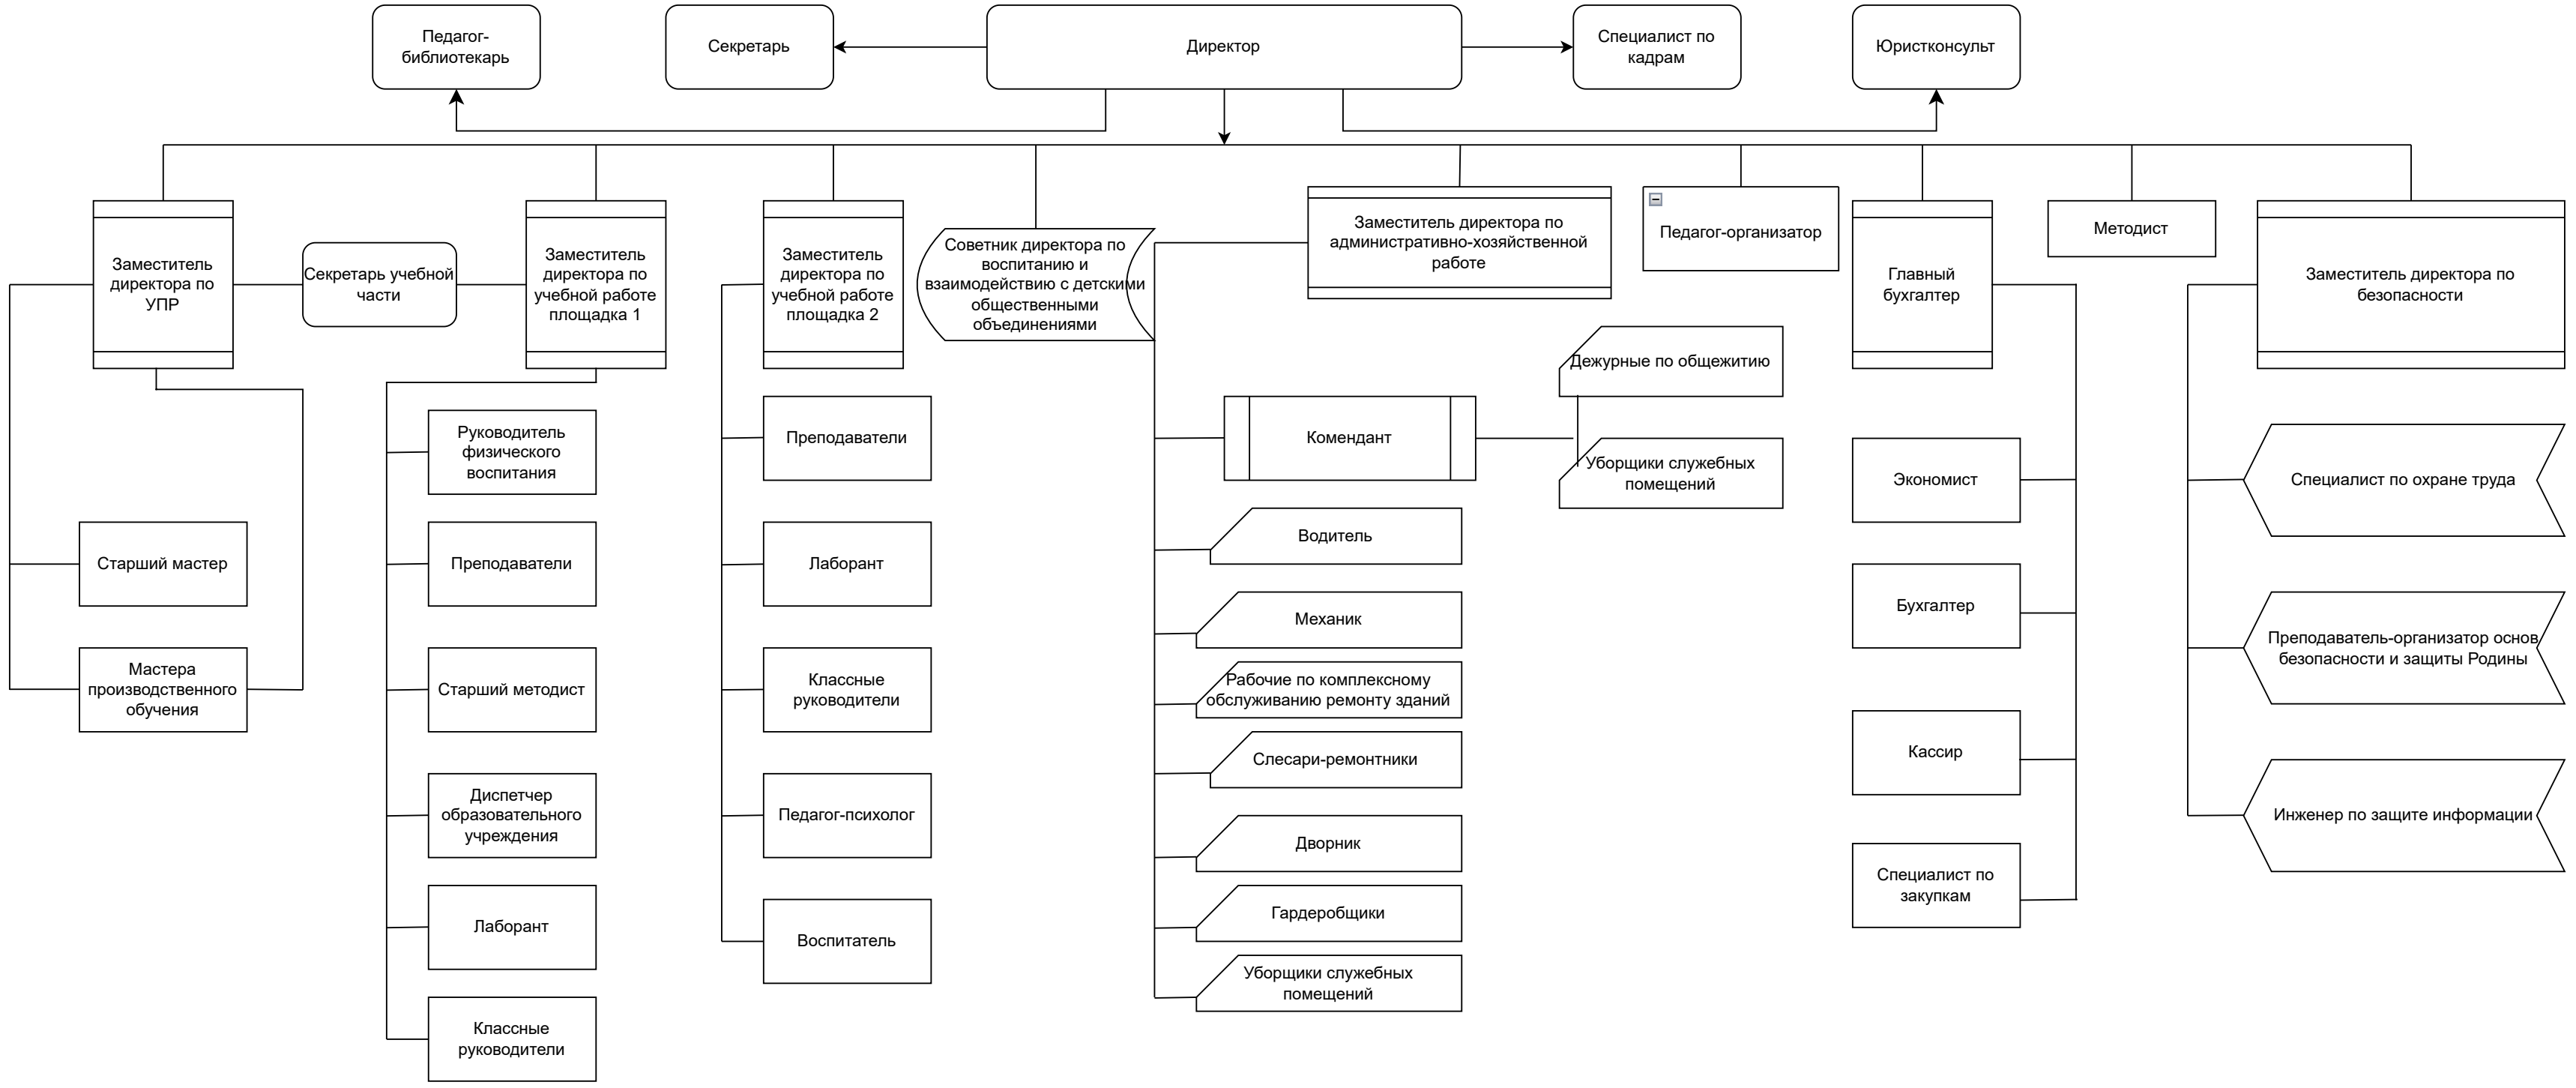 Педагог-
библиотекарь
Секретарь
Директор
Специалист по
кадрам
Юристконсульт
Заместитель
директора по
УПР
Секретарь учебной
части
Заместитель
директора по
учебной работе
площадка 1
Заместитель
директора по
учебной работе
площадка 2
Советник директора по
воспитанию и
взаимодействию с детскими
общественными
объединениями
Заместитель директора по
административно-хозяйственной
работе
Педагог-организатор
Главный
бухгалтер
Методист
Заместитель директора по
безопасности
Старший мастер
Мастера
производственного
обучения
Руководитель
физического
воспитания
Преподаватели
Старший методист
Диспетчер
образовательного
учреждения
Лаборант
Классные
руководители
Преподаватели
Лаборант
Классные
руководители
Педагог-психолог
Воспитатель
Комендант
Дежурные по общежитию
Уборщики служебных
помещений
Водитель
Механик
Рабочие по комплексному
обслуживанию ремонту зданий
Слесари-ремонтники
Дворник
Гардеробщики
Уборщики служебных
помещений
Экономист
Бухгалтер
Кассир
Специалист по
закупкам
Специалист по охране труда
Преподаватель-организатор основ
безопасности и защиты Родины
Инженер по защите информации